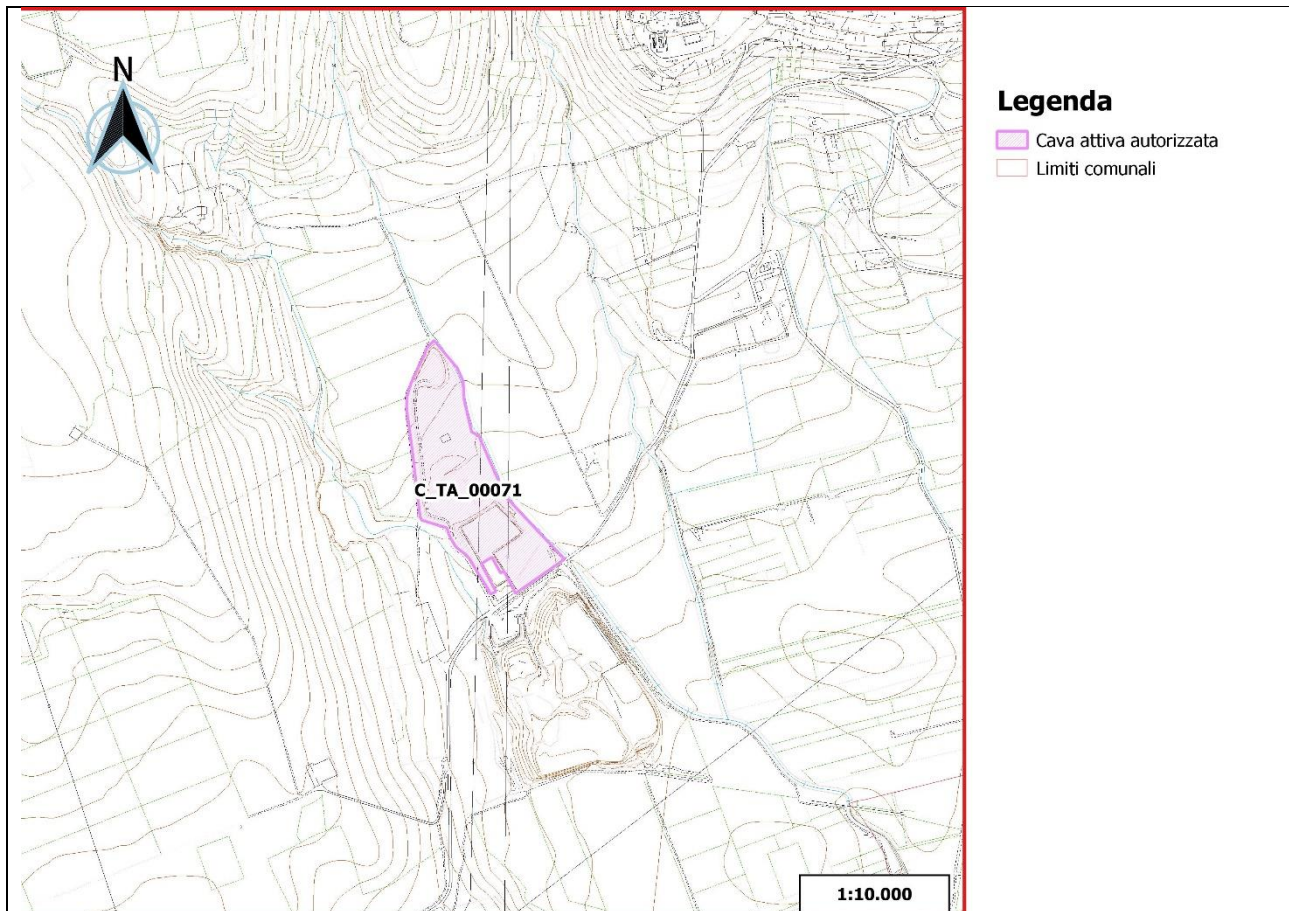 N
Legenda
Cava attiva autorizzata
Limiti comunali
C_TA_00071
1:10.000